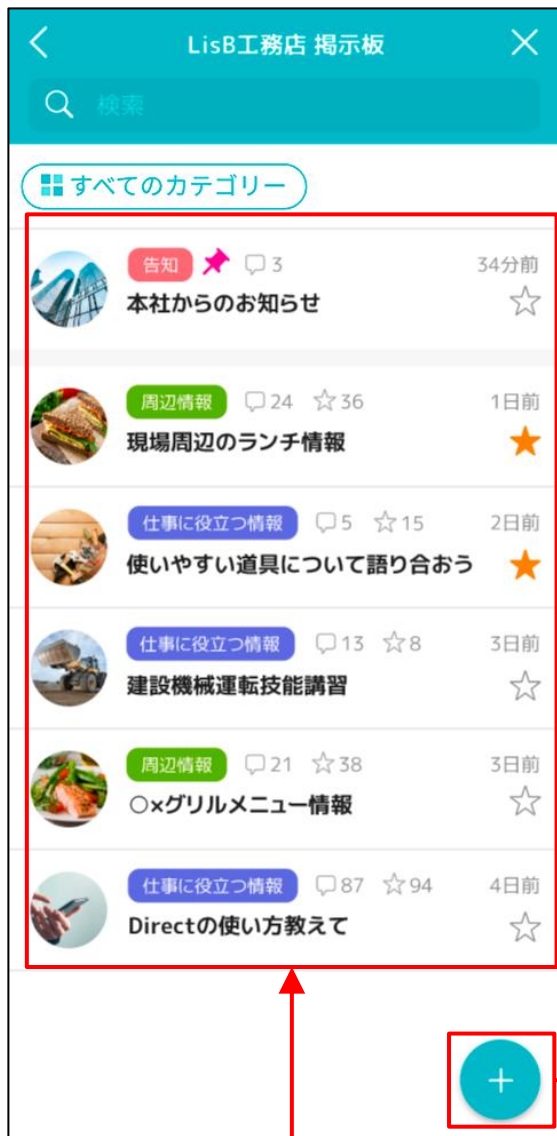 LisB工務店 掲示板
検索
すべてのカテゴリー
告知 3 34分前
本社からのお知らせ
周辺情報 24 36 1日前
現場周辺のランチ情報
仕事に役立つ情報 5 15 2日前
使いやすい道具について語り合おう
仕事に役立つ情報 13 8 3日前
建設機械運転技能講習
周辺情報 21 38 3日前
○×グリルメニュー情報
仕事に役立つ情報 87 94 4日前
Directの使い方教えて